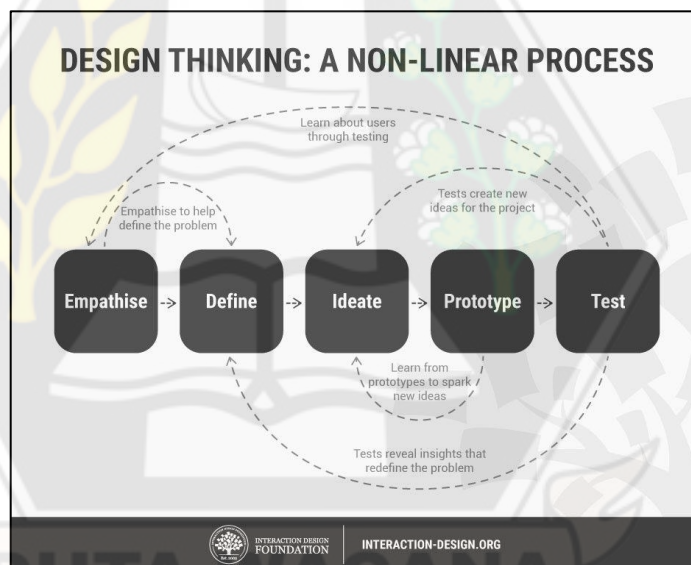 DESIGN THINKING: A NON-LINEAR PROCESS
Learn about users
through testing
Tests create new
ideas for the project
Empathise to help
define the problem
Empathise
Define
Ideate
Prototype
Test
Learn from
prototypes to spark
new ideas
Tests reveal insights that
redefine the problem
INTERACTION DESIGN
FOUNDATION
INTERACTION-DESIGN.ORG